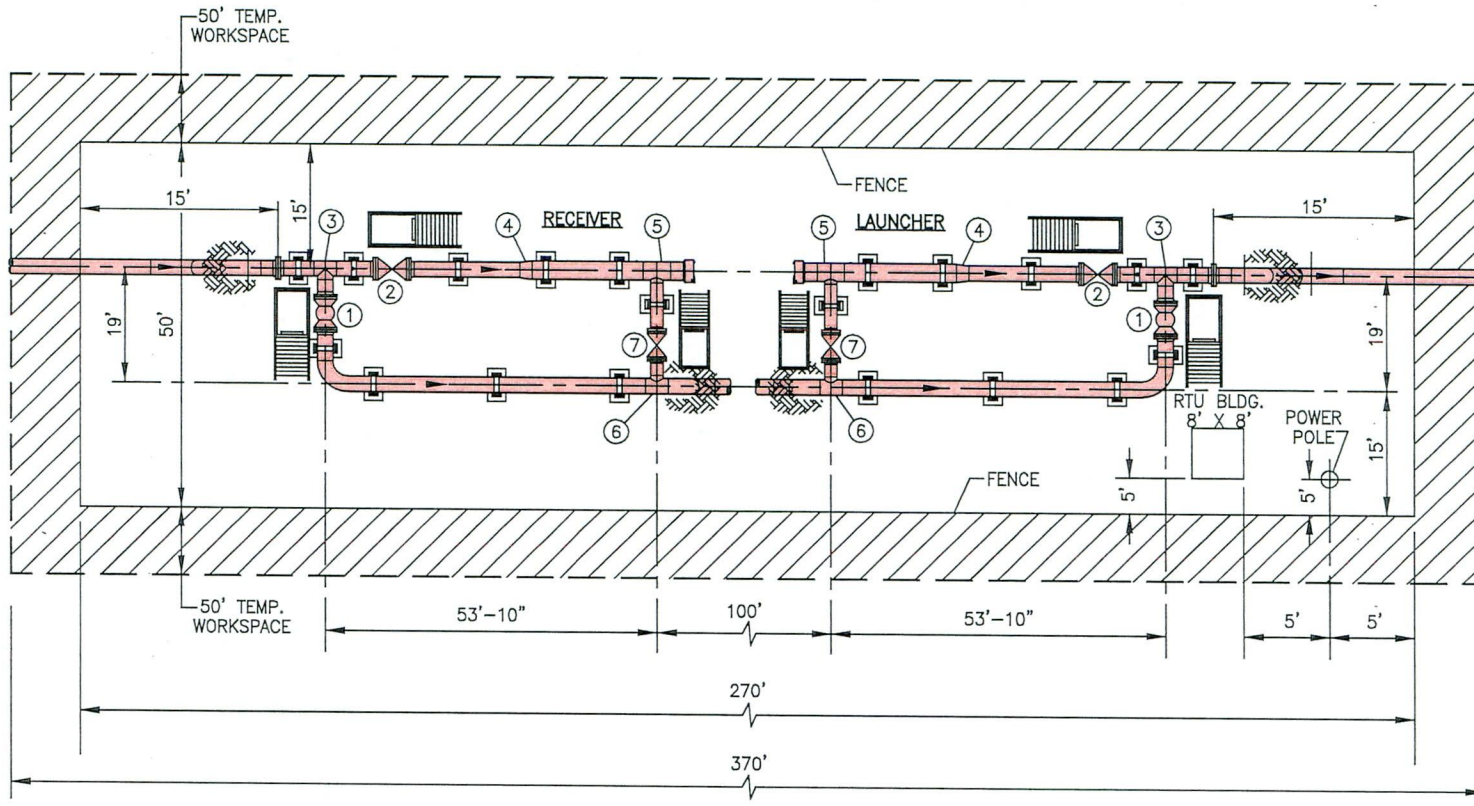 50' TEMP.
WORKSPACE
FENCE
15'
15'
15'
③
④
RECEIVER
⑤
⑤
LAUNCHER
④
③
②
②
①
①
19'
50'
19'
⑦
⑦
⑥
⑥
RTU BLDG.
8' X 8'
POWER
POLE
15'
FENCE
5'
5'
50' TEMP.
WORKSPACE
53'-10"
100'
53'-10"
5'
5'
270'
370'